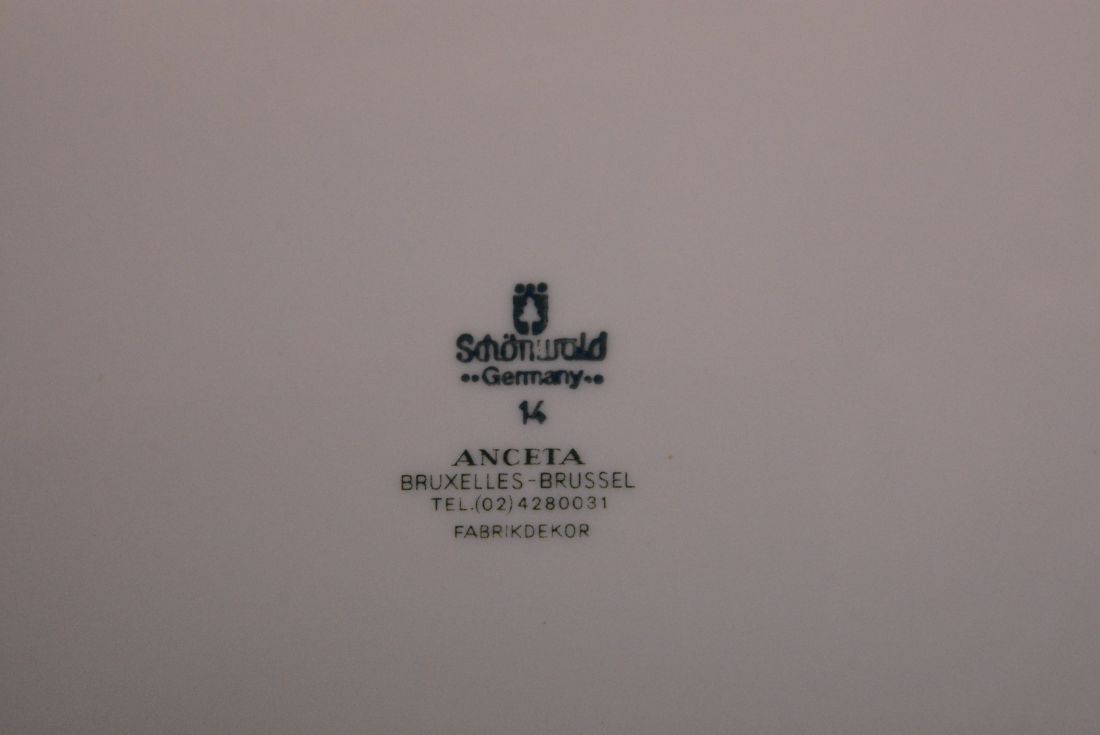 Schönwald
••Germany••
14
ANCETA
BRUXELLES-BRUSSEL
TEL.(02)4280031
FABRIKDEKOR